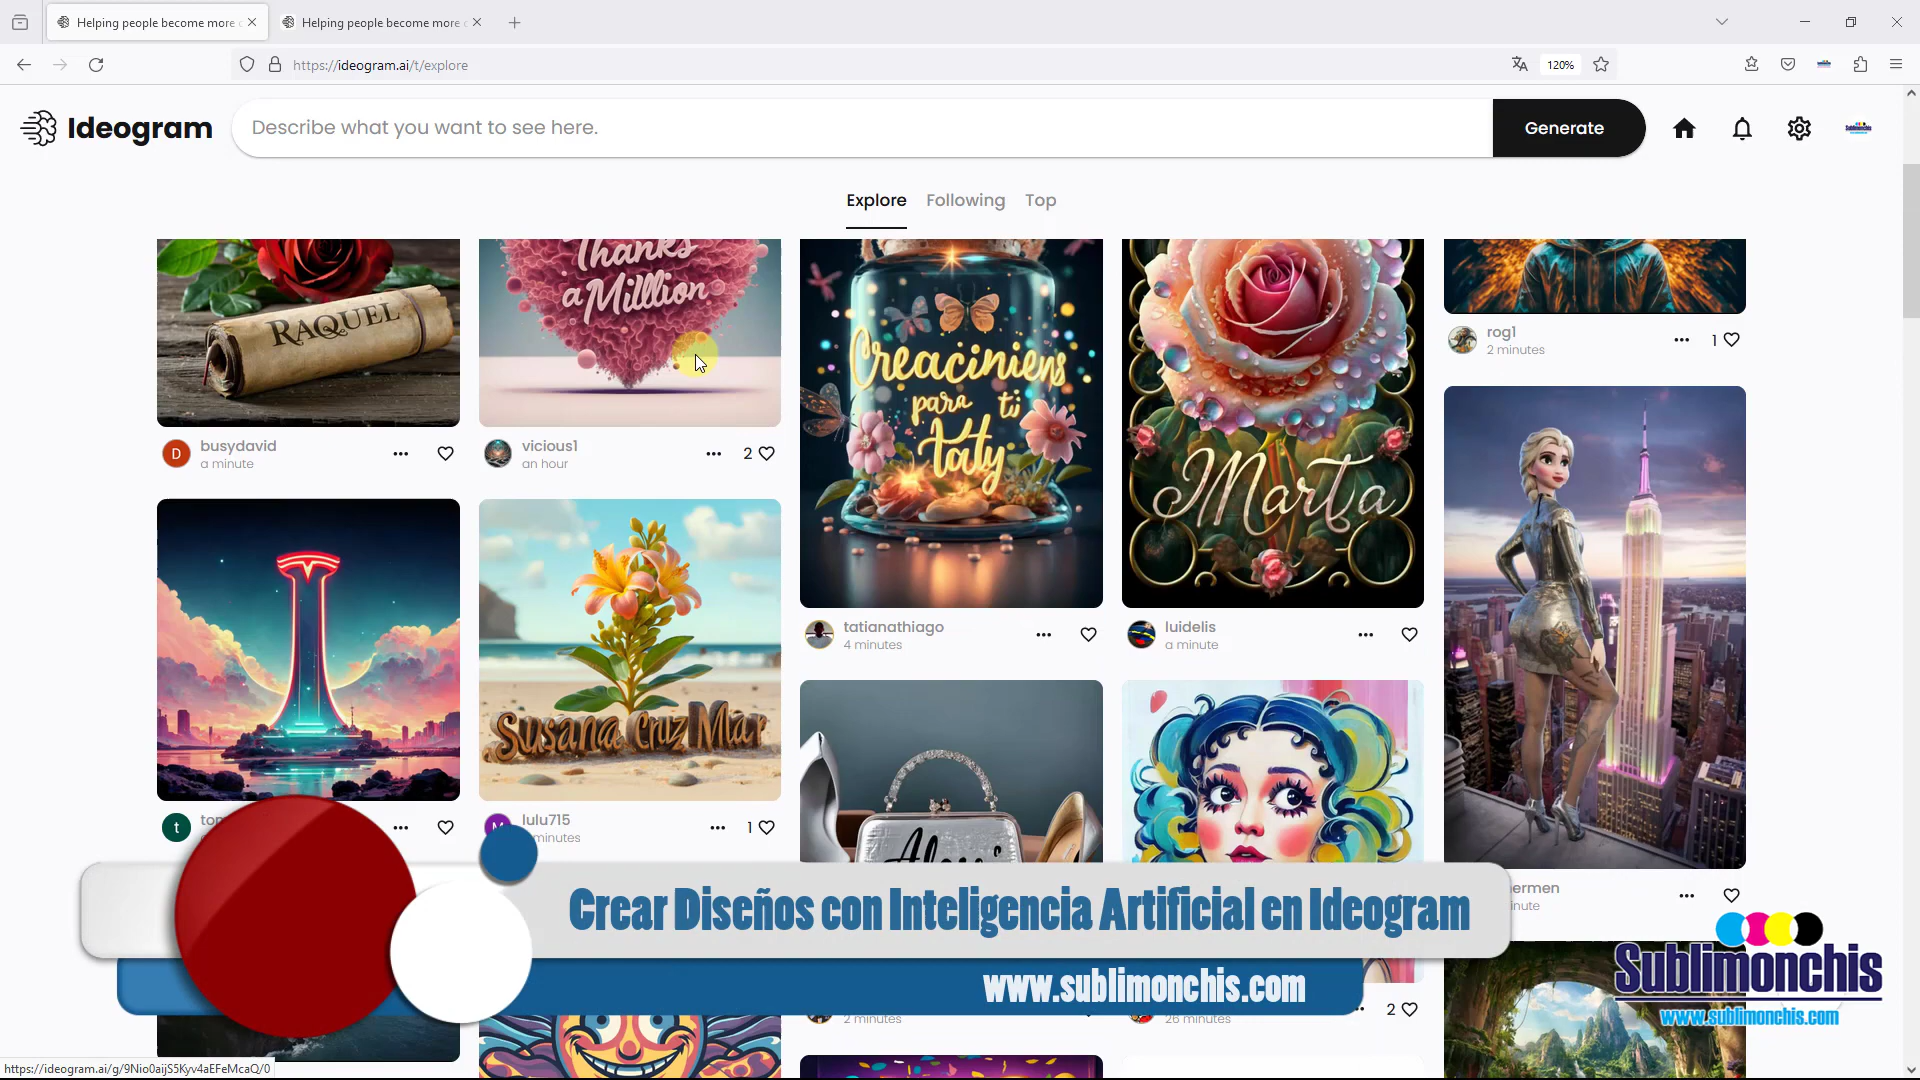 Helping people become more c
Helping people become more c
https://ideogram.ai/t/explore
120%
Ideogram
Describe what you want to see here.
Generate
Sublimonchis
Explore
Following
Top
RAQUEL
Thanks
a Million
Creaciniens
para ti
Taty
Marta
rog1
2 minutes
1
busydavid
a minute
D
vicious1
an hour
2
tatianathiago
4 minutes
luidelis
a minute
Susana Cruz Mar
t
lulu715
minutes
1
ermen
inute
Crear Diseños con Inteligencia Artificial en Ideogram
www.sublimonchis.com
2 minutes
26 minutes
2
Sublimonchis
www.sublimonchis.com
https://ideogram.ai/g/9Nio0aijS5Kyv4aEFeMcaQ/0